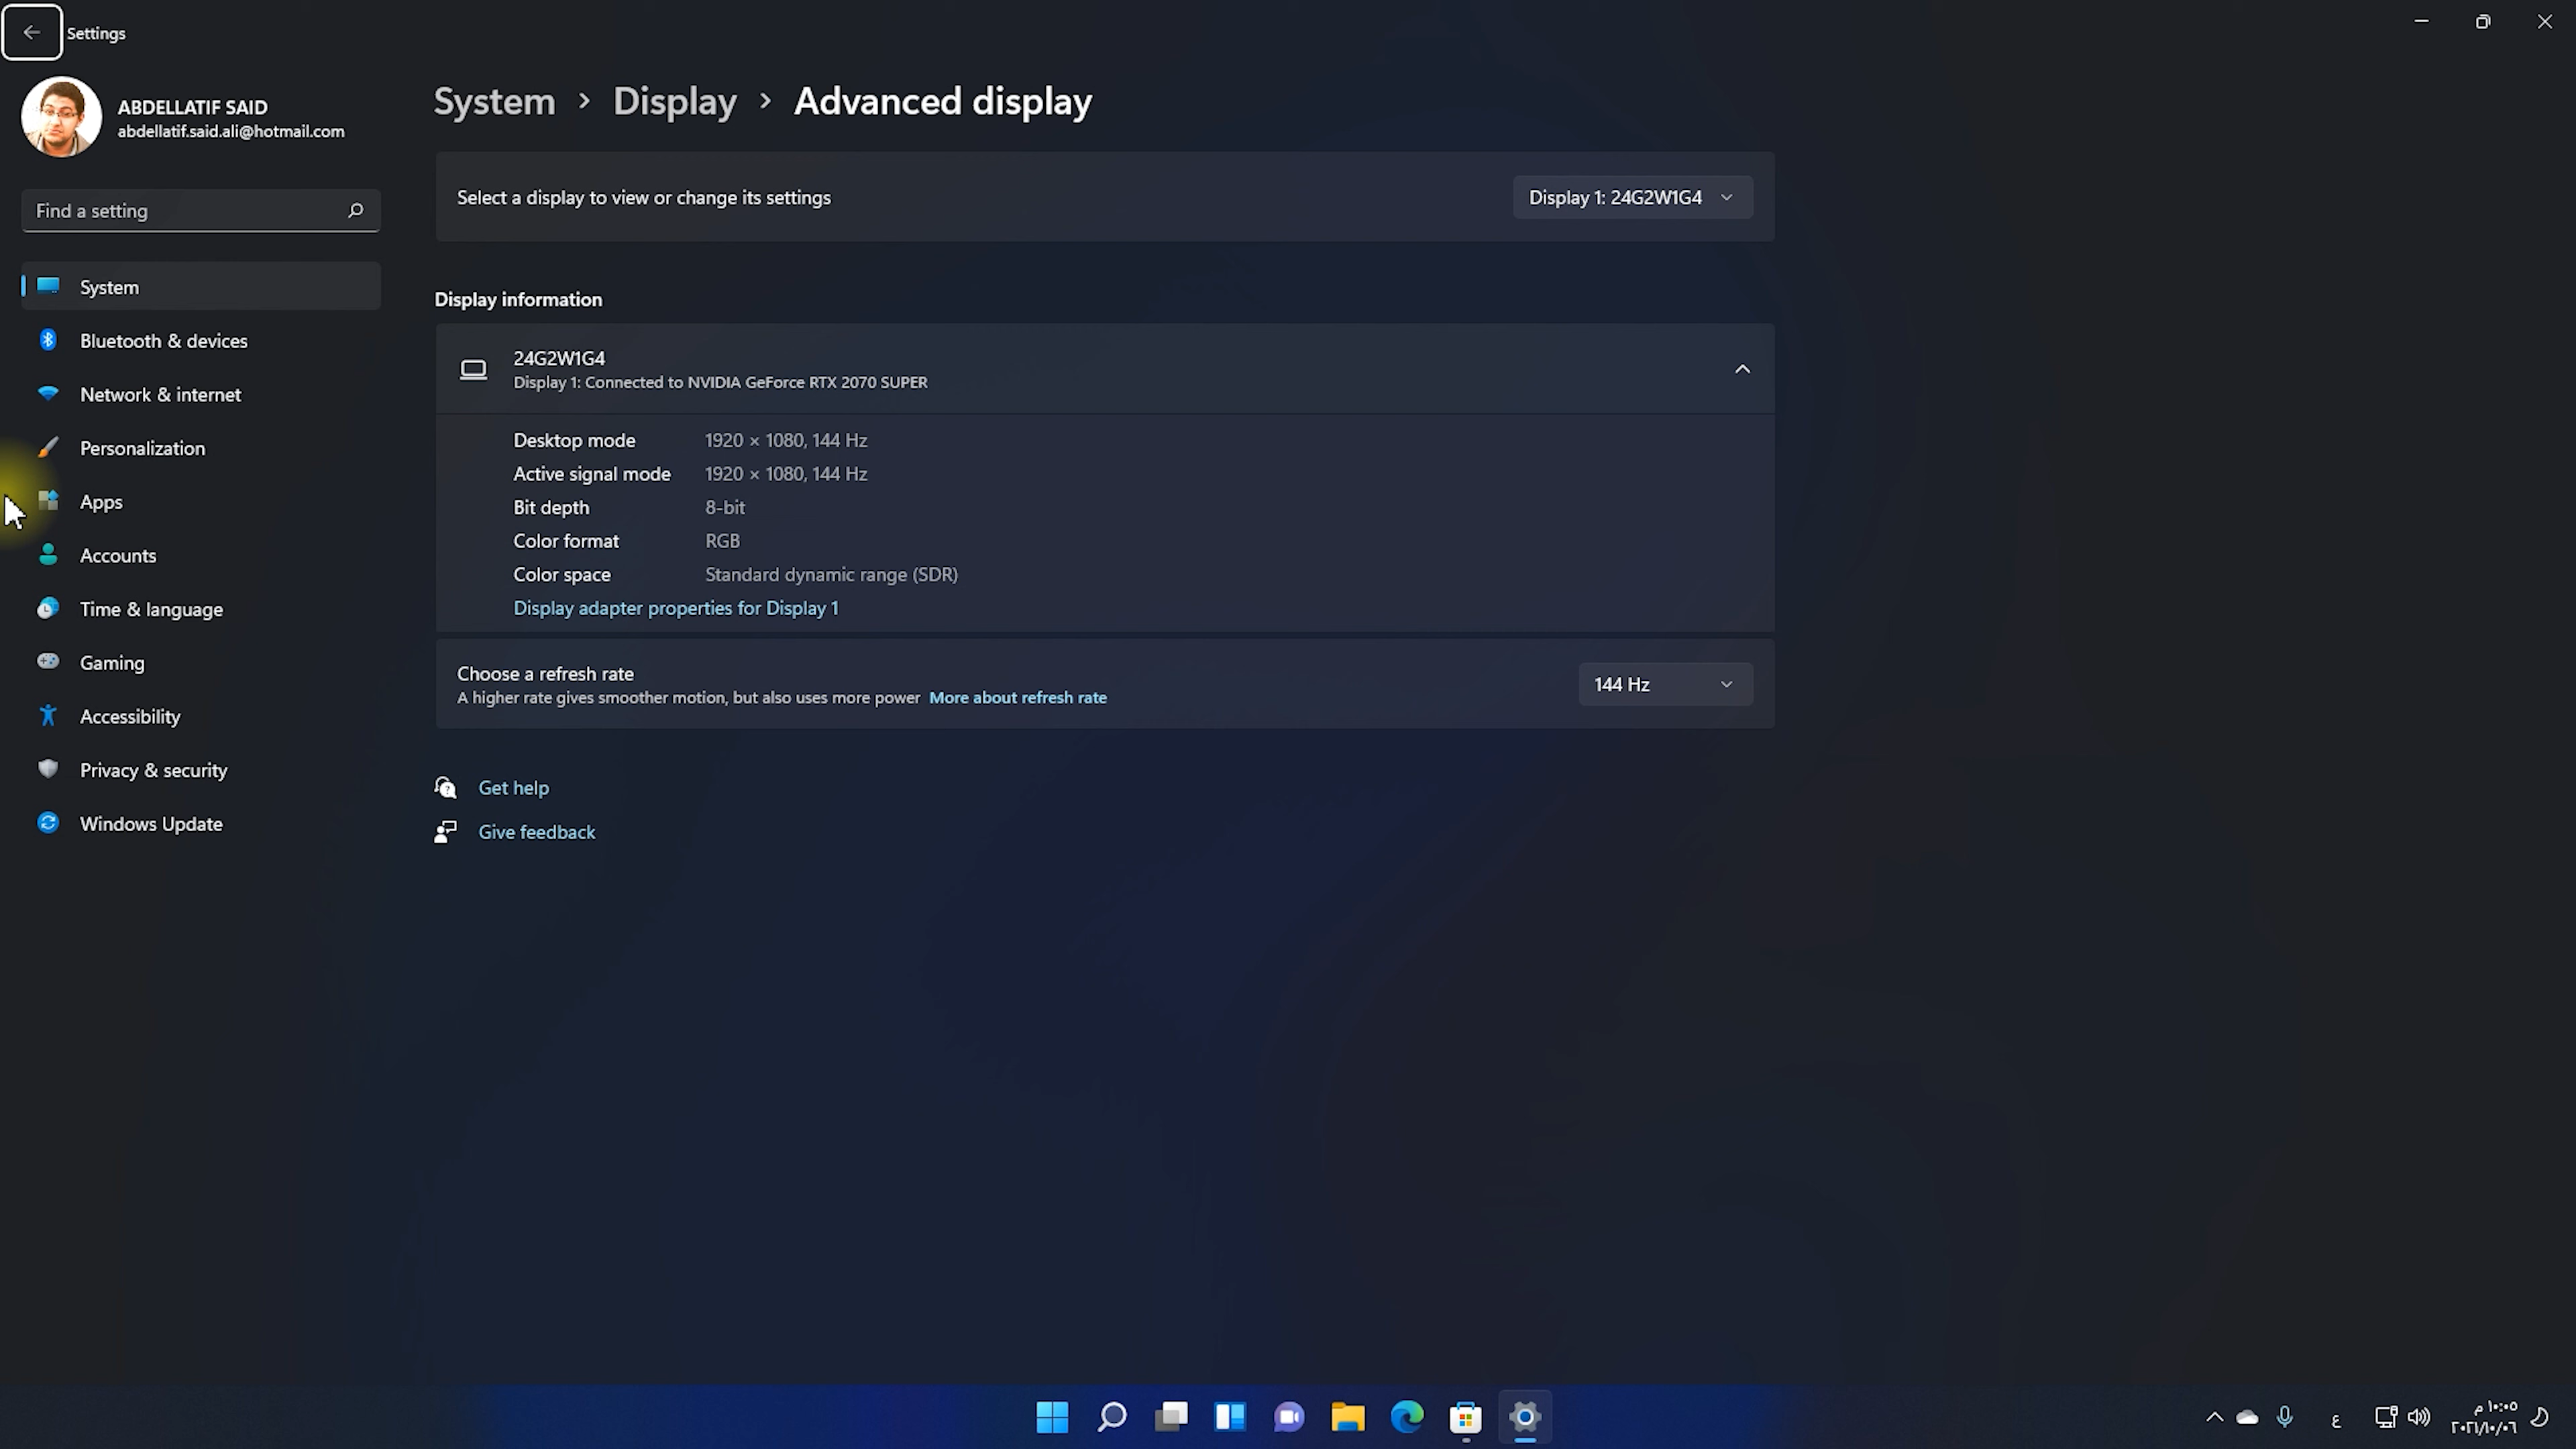 Settings
ABDELLATIF SAID
abdellatif.said.ali@hotmail.com
Find a setting
System
Bluetooth & devices
Network & internet
Personalization
Apps
Accounts
Time & language
Gaming
Accessibility
Privacy & security
Windows Update
System > Display > Advanced display
Select a display to view or change its settings
Display 1: 24G2W1G4
Display information
24G2W1G4
Display 1: Connected to NVIDIA GeForce RTX 2070 SUPER
Desktop mode 1920 × 1080, 144 Hz
Active signal mode 1920 × 1080, 144 Hz
Bit depth 8-bit
Color format RGB
Color space Standard dynamic range (SDR)
Display adapter properties for Display 1
Choose a refresh rate
A higher rate gives smoother motion, but also uses more power More about refresh rate
144 Hz
Get help
Give feedback
ع
١٠:٠٥ م
٢٠٢١/١٠/٠٦